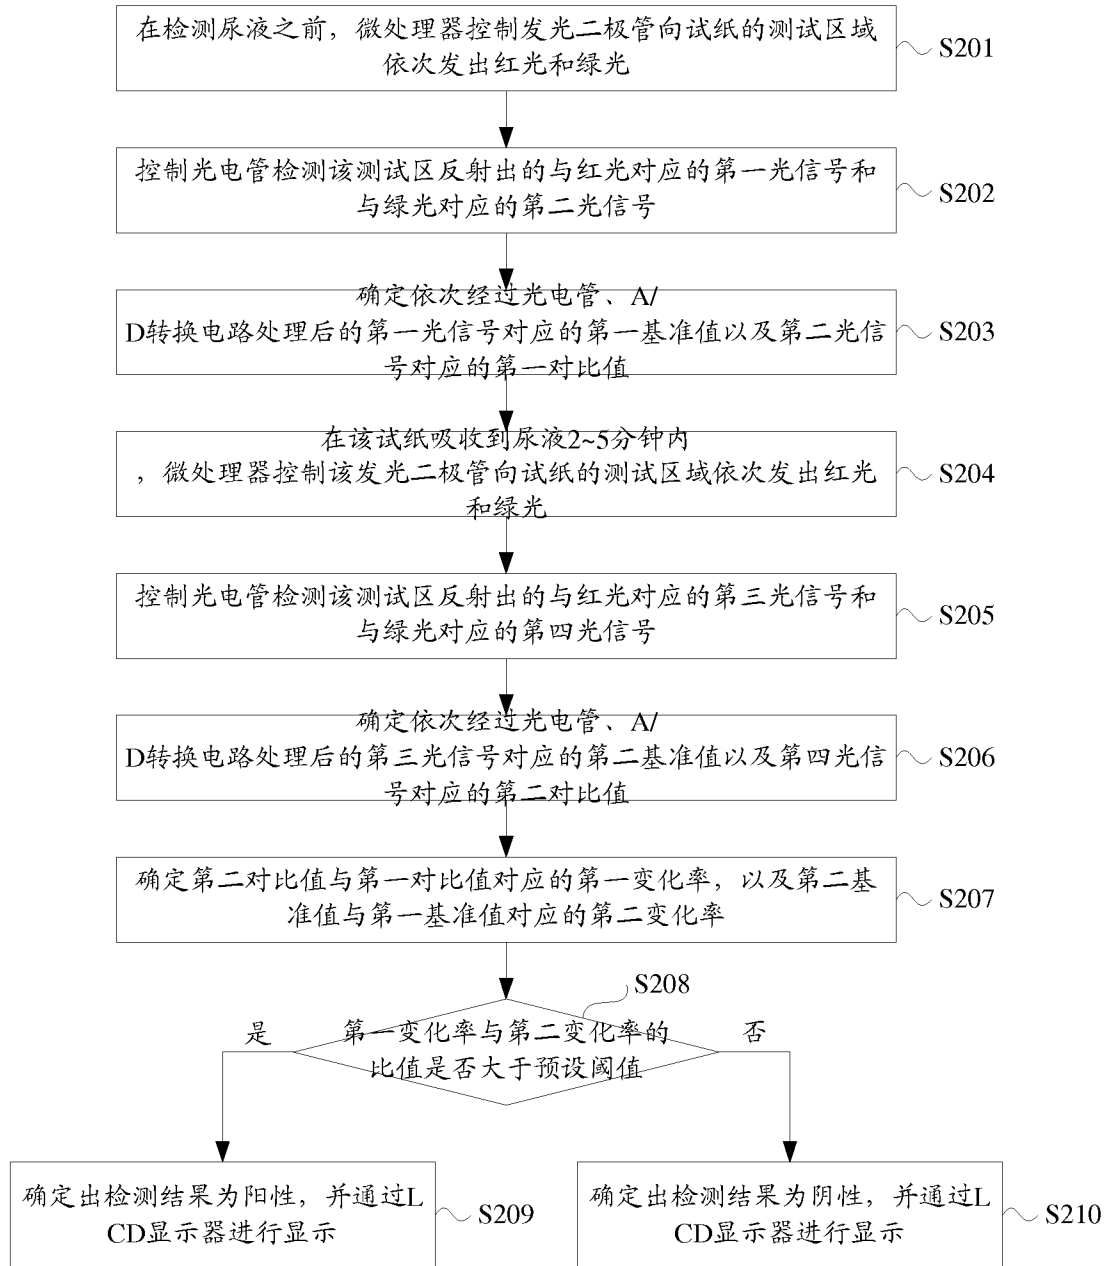 在检测尿液之前，微处理器控制发光二极管向试纸的测试区域
依次发出红光和绿光
S201
控制光电管检测该测试区反射出的与红光对应的第一光信号和
与绿光对应的第二光信号
S202
确定依次经过光电管、A/
D转换电路处理后的第一光信号对应的第一基准值以及第二光信
号对应的第一对比值
S203
在该试纸吸收到尿液2~5分钟内
，微处理器控制该发光二极管向试纸的测试区域依次发出红光
和绿光
S204
控制光电管检测该测试区反射出的与红光对应的第三光信号和
与绿光对应的第四光信号
S205
确定依次经过光电管、A/
D转换电路处理后的第三光信号对应的第二基准值以及第四光信
号对应的第二对比值
S206
确定第二对比值与第一对比值对应的第一变化率，以及第二基
准值与第一基准值对应的第二变化率
S207
S208
是
第一变化率与第二变化率的
比值是否大于预设阈值
否
确定出检测结果为阳性，并通过L
CD显示器进行显示
S209
确定出检测结果为阴性，并通过L
CD显示器进行显示
S210